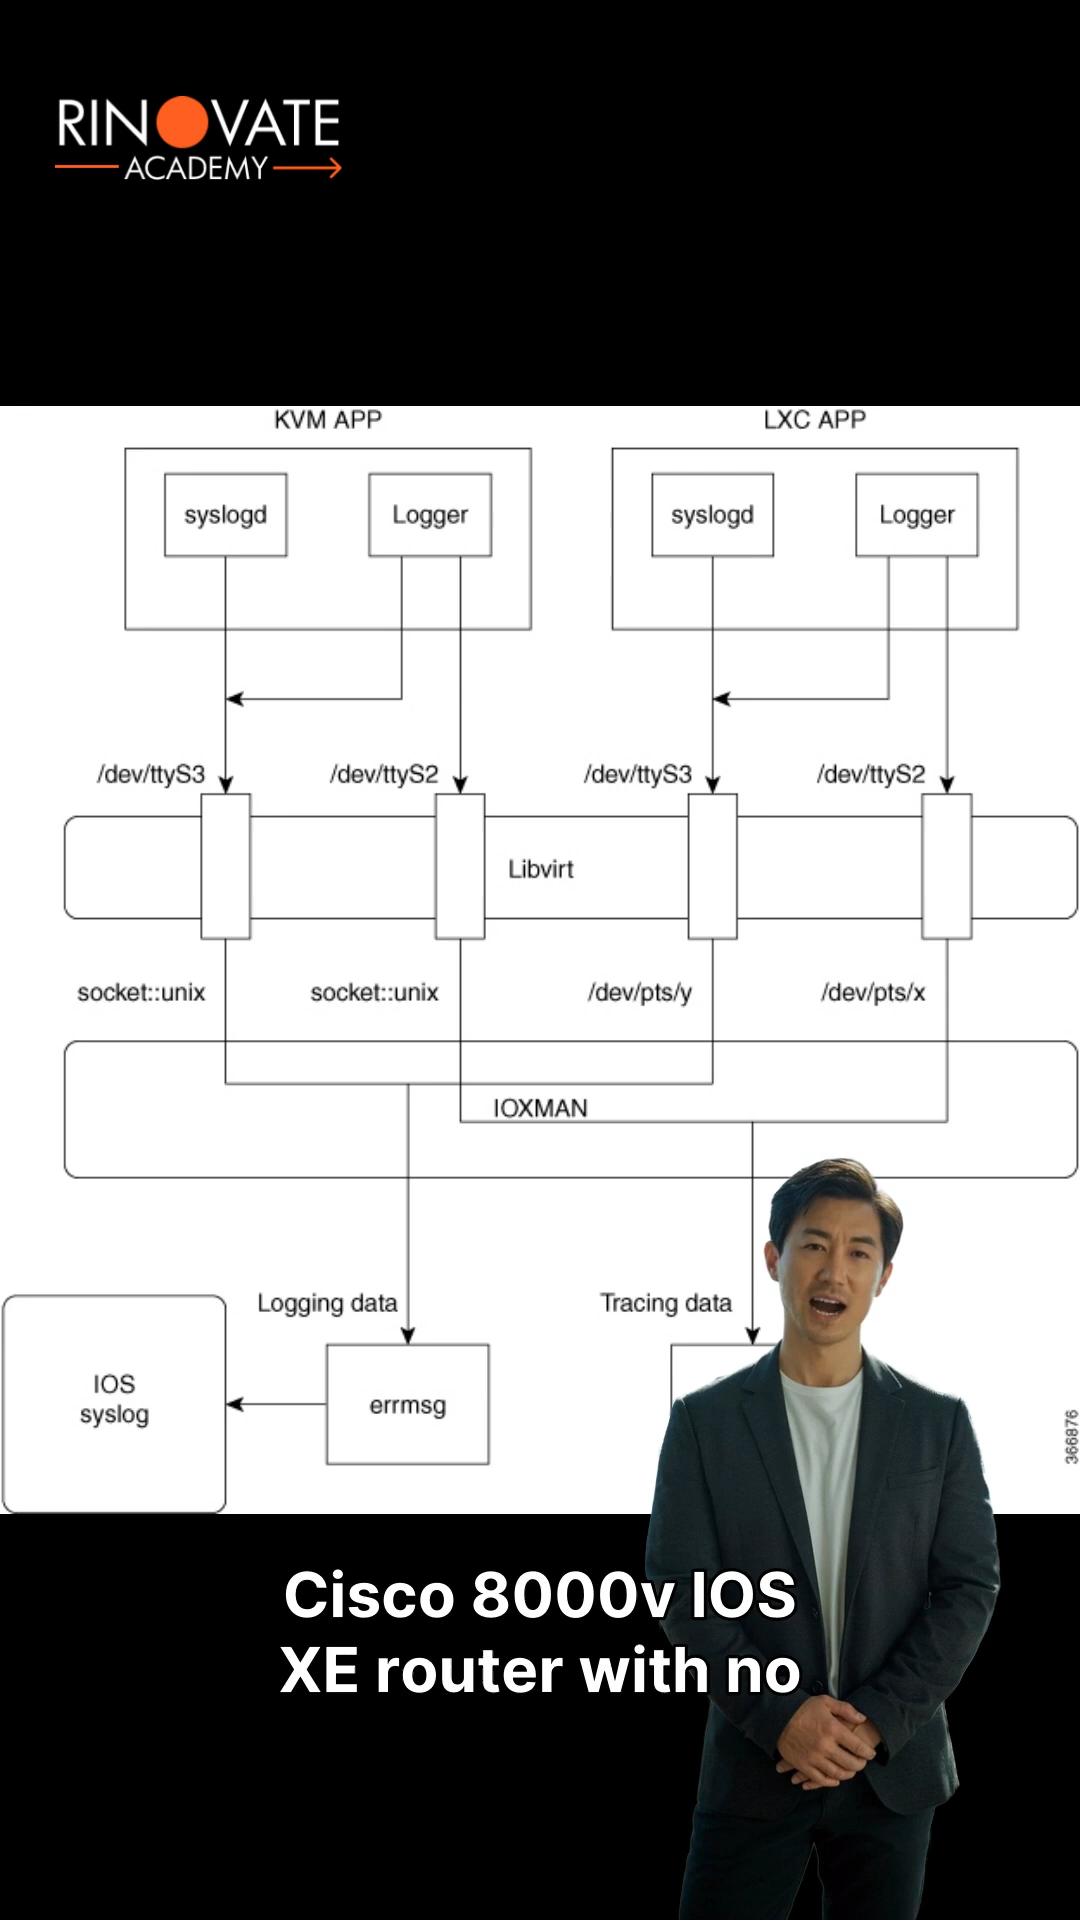 RINOVATE
ACADEMY
KVM APP
LXC APP
syslogd
Logger
syslogd
Logger
/dev/ttyS3
/dev/ttyS2
/dev/ttyS3
/dev/ttyS2
Libvirt
socket::unix
socket::unix
/dev/pts/y
/dev/pts/x
IOXMAN
Logging data
Tracing data
IOS
syslog
errmsg
366876
Cisco 8000v IOS
XE router with no